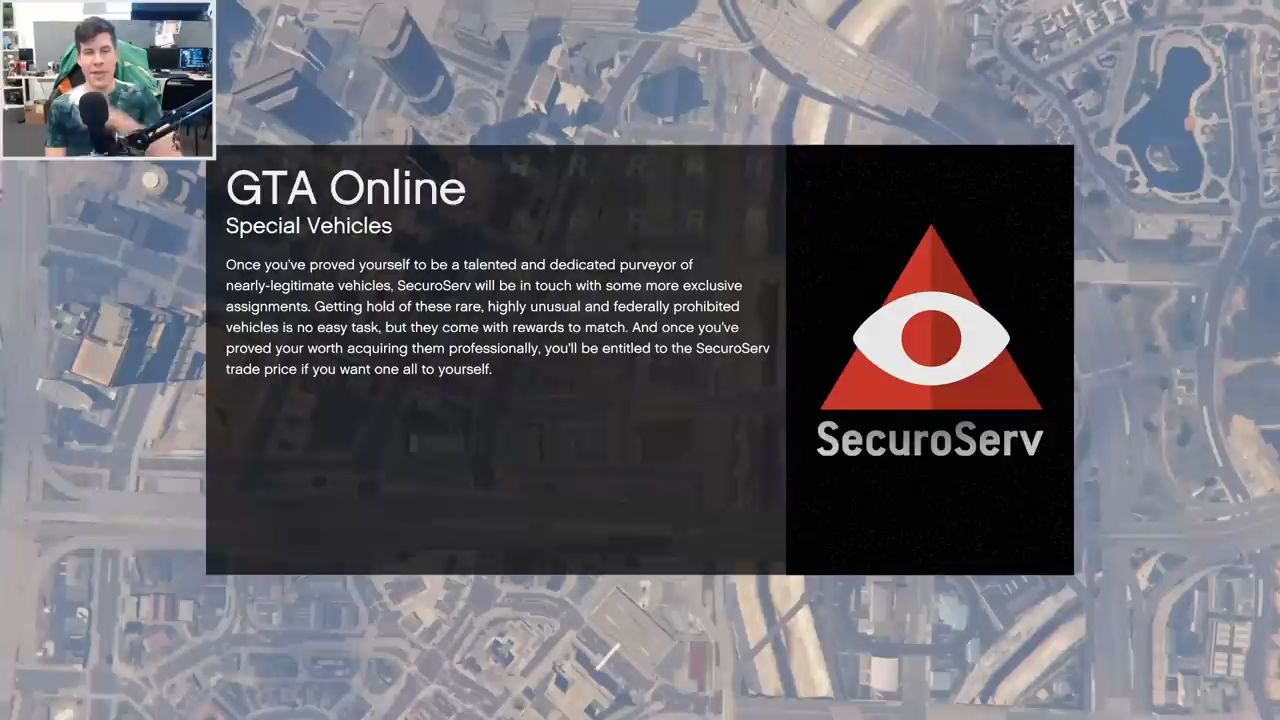 GTA Online
Special Vehicles
Once you've proved yourself to be a talented and dedicated purveyor of
nearly-legitimate vehicles, SecuroServ will be in touch with some more exclusive
assignments. Getting hold of these rare, highly unusual and federally prohibited
vehicles is no easy task, but they come with rewards to match. And once you've
proved your worth acquiring them professionally, you'll be entitled to the SecuroServ
trade price if you want one all to yourself.
SecuroServ